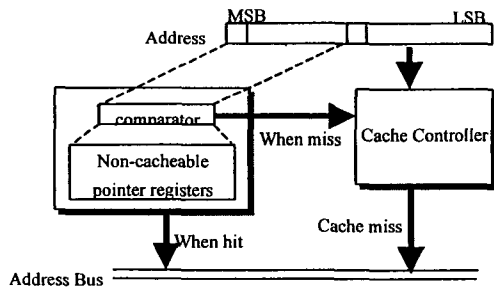 MSB
LSB
Address
comparator
When miss
Cache Controller
Non-cacheable
pointer registers
When hit
Cache miss
Address Bus